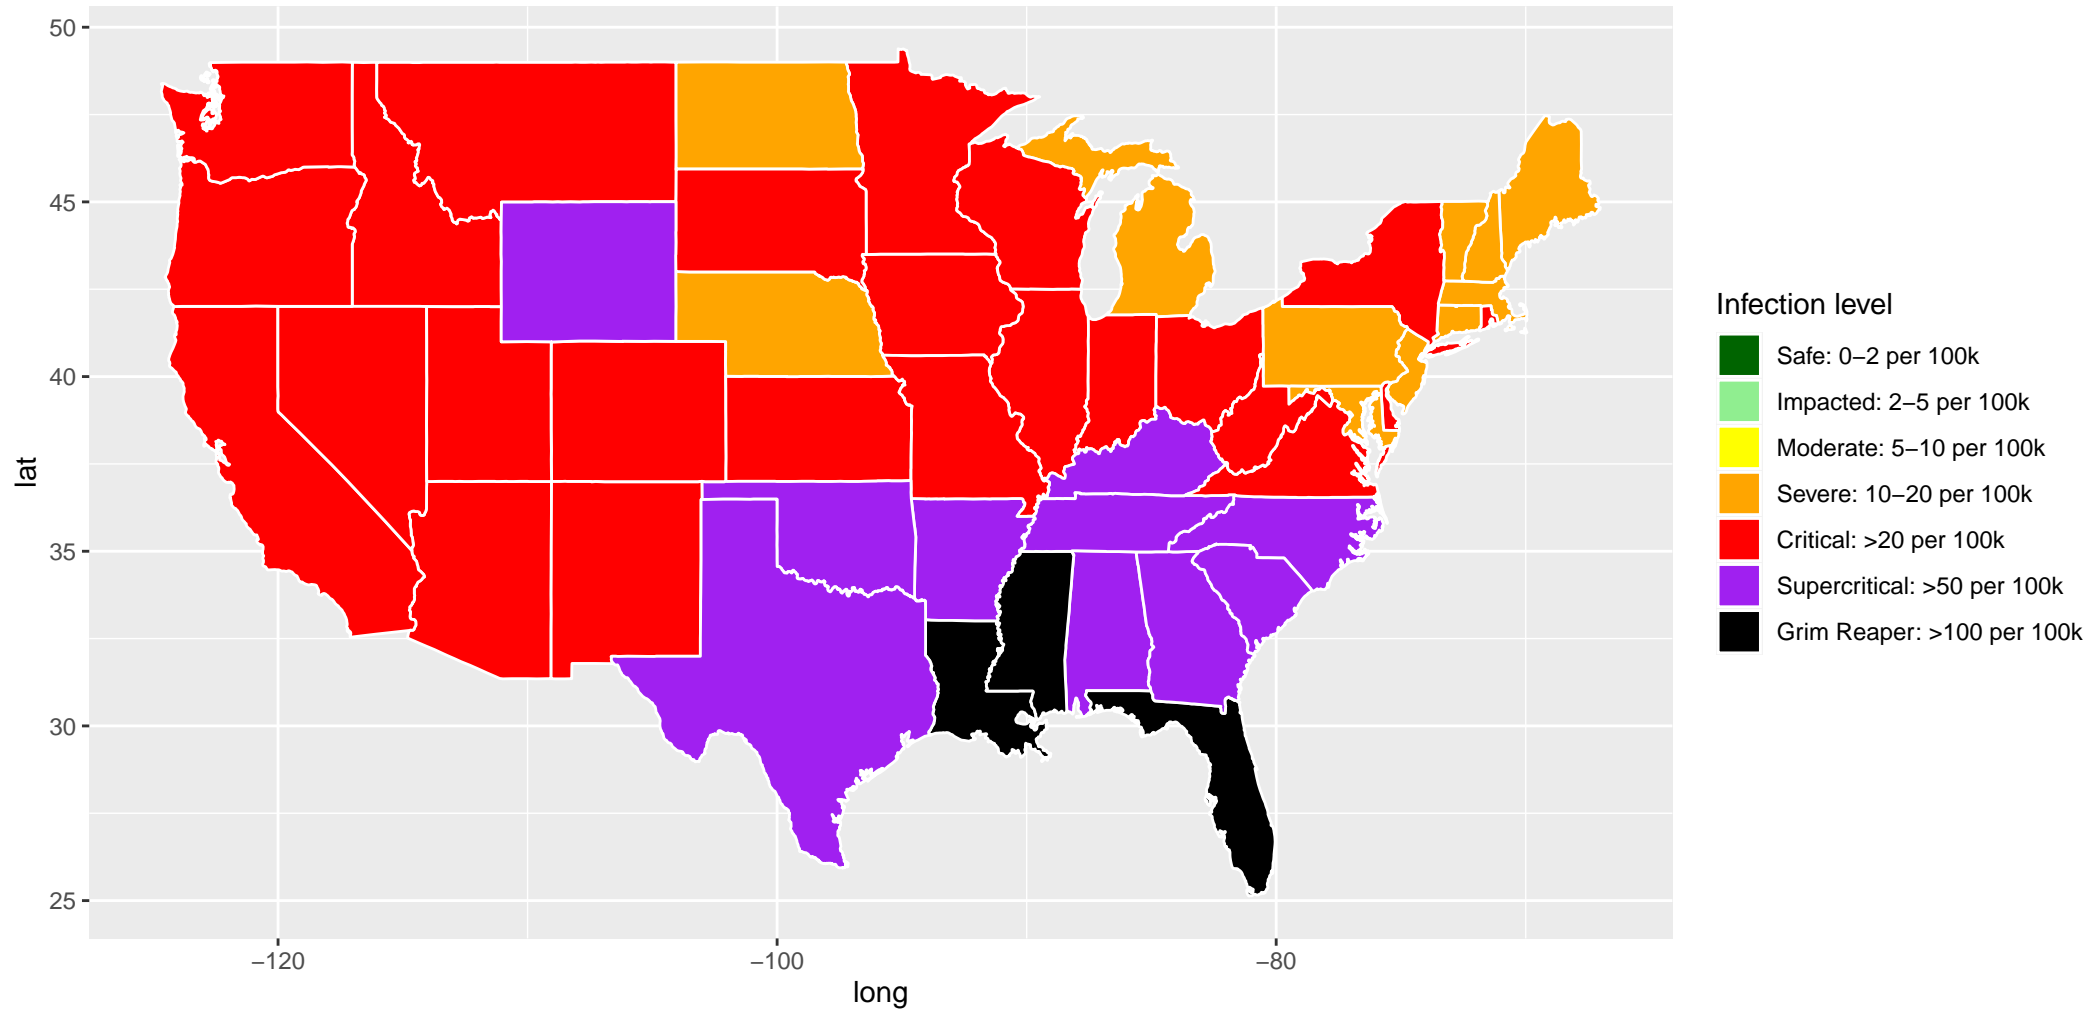 50
45
40
35
30
25
lat
−120
−100
−80
long
Infection level
Safe: 0−2 per 100k
Impacted: 2−5 per 100k
Moderate: 5−10 per 100k
Severe: 10−20 per 100k
Critical: >20 per 100k
Supercritical: >50 per 100k
Grim Reaper: >100 per 100k